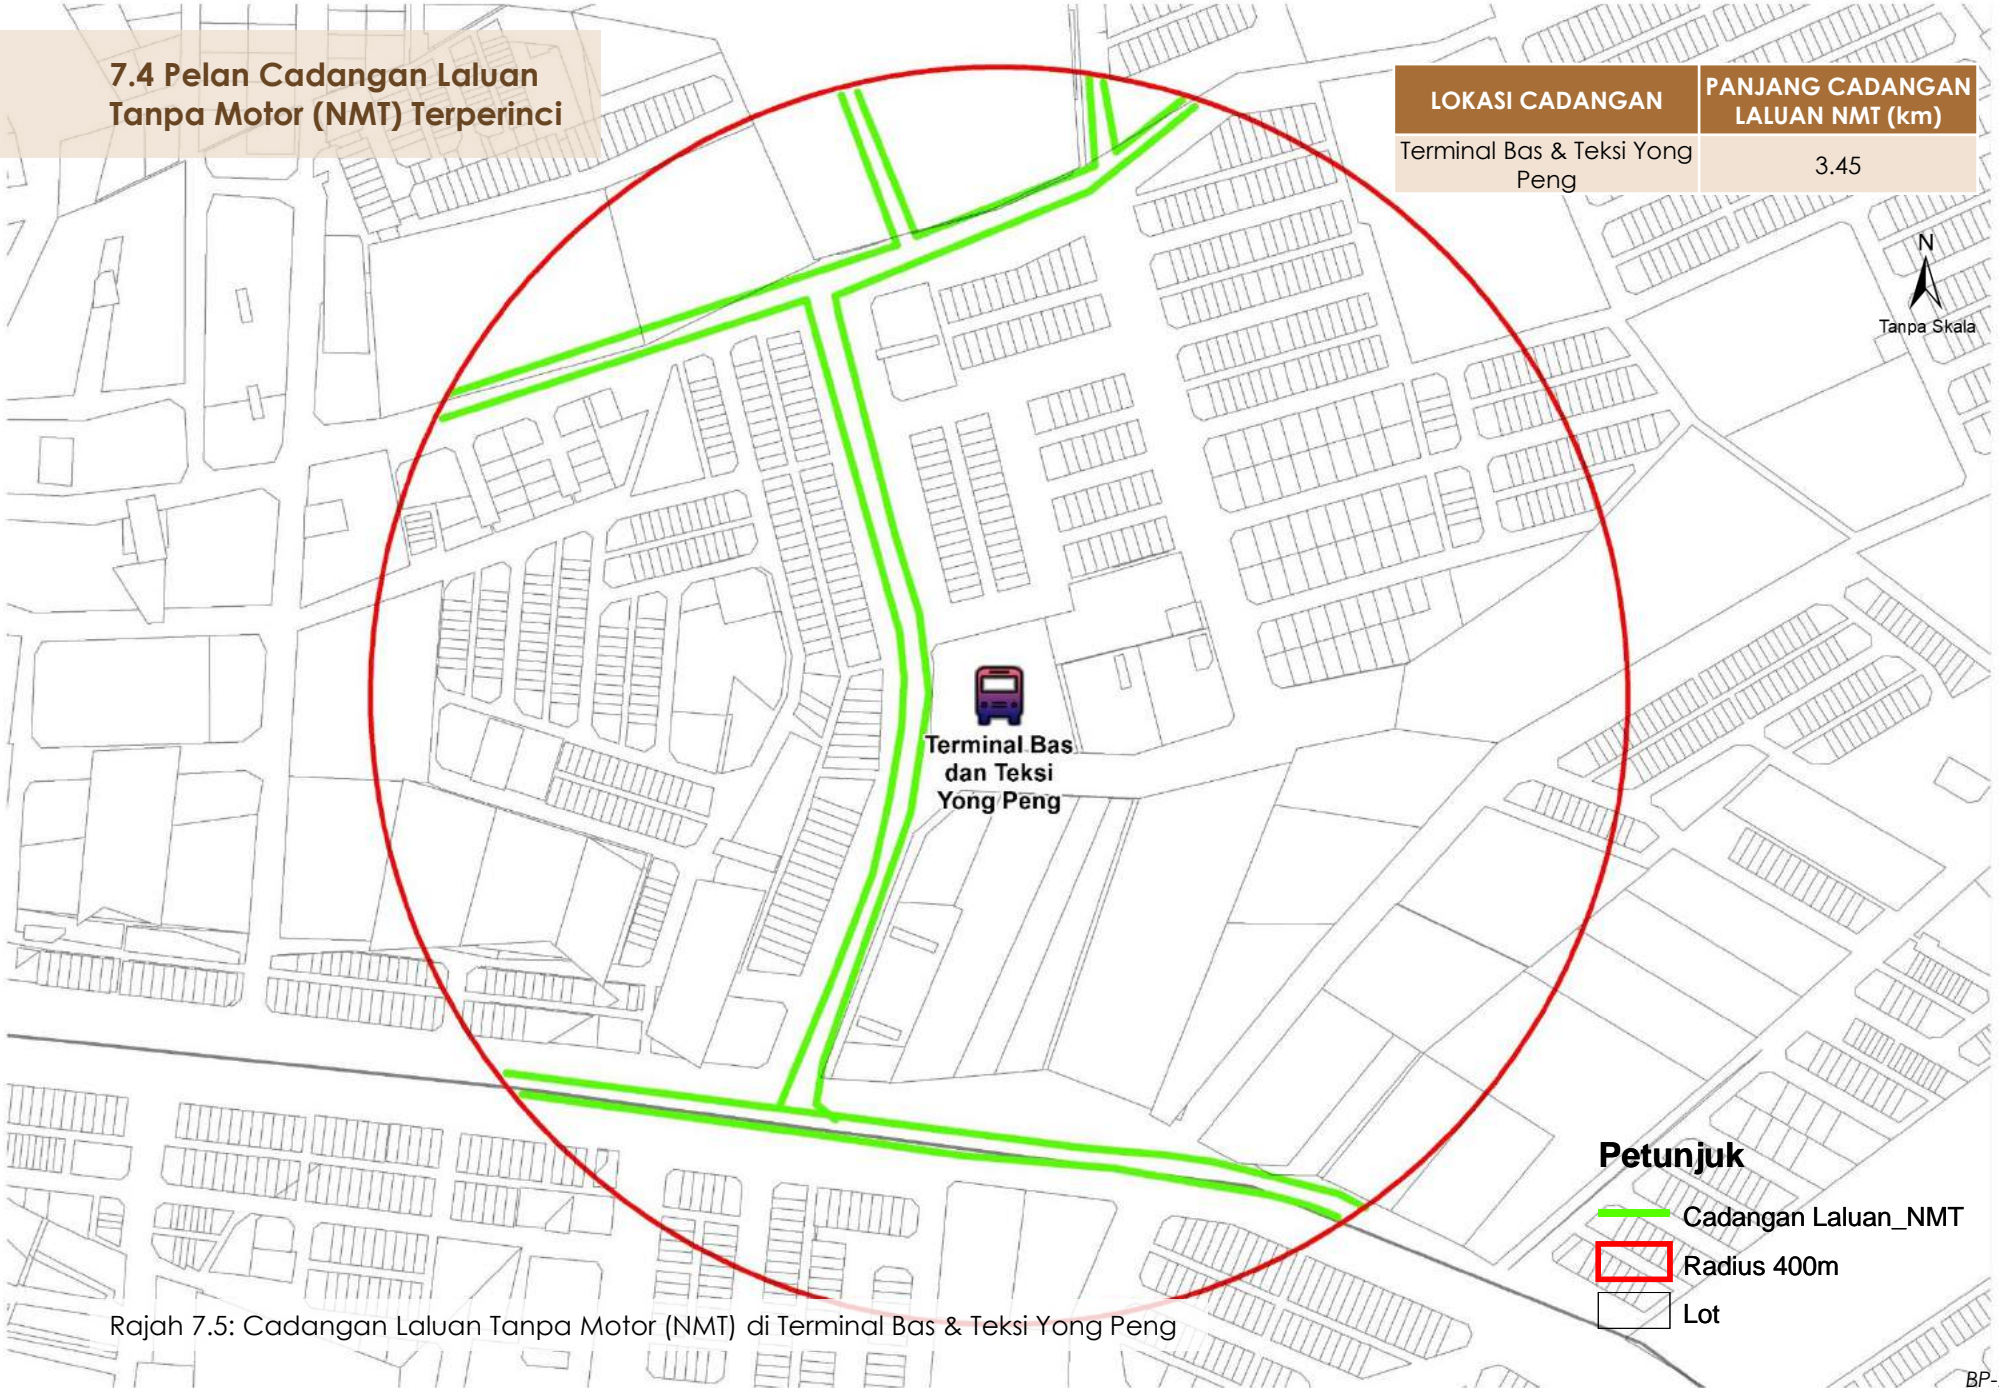 7.4 Pelan Cadangan Laluan
Tanpa Motor (NMT) Terperinci
LOKASI CADANGAN
PANJANG CADANGAN
LALUAN NMT (km)
Terminal Bas & Teksi Yong
Peng
3.45
N
Tanpa Skala
Terminal Bas
dan Teksi
Yong Peng
Petunjuk
Cadangan Laluan_NMT
Radius 400m
Lot
Rajah 7.5: Cadangan Laluan Tanpa Motor (NMT) di Terminal Bas & Teksi Yong Peng
BP-